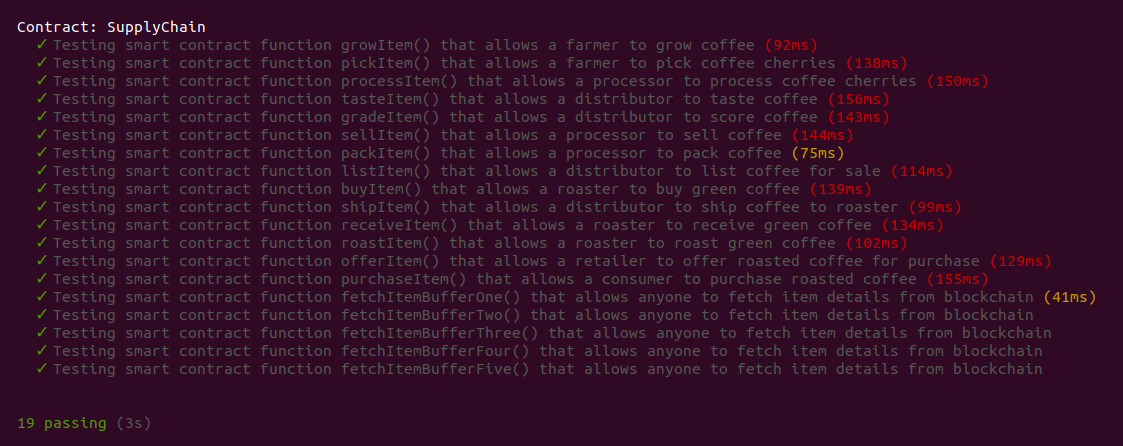 Contract: SupplyChain
✓ Testing smart contract function growItem() that allows a farmer to grow coffee (92ms)
✓ Testing smart contract function pickItem() that allows a farmer to pick coffee cherries (138ms)
✓ Testing smart contract function processItem() that allows a processor to process coffee cherries (150ms)
✓ Testing smart contract function tasteItem() that allows a distributor to taste coffee (156ms)
✓ Testing smart contract function gradeItem() that allows a distributor to score coffee (143ms)
✓ Testing smart contract function sellItem() that allows a processor to sell coffee (144ms)
✓ Testing smart contract function packItem() that allows a processor to pack coffee (75ms)
✓ Testing smart contract function listItem() that allows a distributor to list coffee for sale (114ms)
✓ Testing smart contract function buyItem() that allows a roaster to buy green coffee (139ms)
✓ Testing smart contract function shipItem() that allows a distributor to ship coffee to roaster (99ms)
✓ Testing smart contract function receiveItem() that allows a roaster to receive green coffee (134ms)
✓ Testing smart contract function roastItem() that allows a roaster to roast green coffee (102ms)
✓ Testing smart contract function offerItem() that allows a retailer to offer roasted coffee for purchase (129ms)
✓ Testing smart contract function purchaseItem() that allows a consumer to purchase roasted coffee (155ms)
✓ Testing smart contract function fetchItemBufferOne() that allows anyone to fetch item details from blockchain (41ms)
✓ Testing smart contract function fetchItemBufferTwo() that allows anyone to fetch item details from blockchain
✓ Testing smart contract function fetchItemBufferThree() that allows anyone to fetch item details from blockchain
✓ Testing smart contract function fetchItemBufferFour() that allows anyone to fetch item details from blockchain
✓ Testing smart contract function fetchItemBufferFive() that allows anyone to fetch item details from blockchain
19 passing (3s)